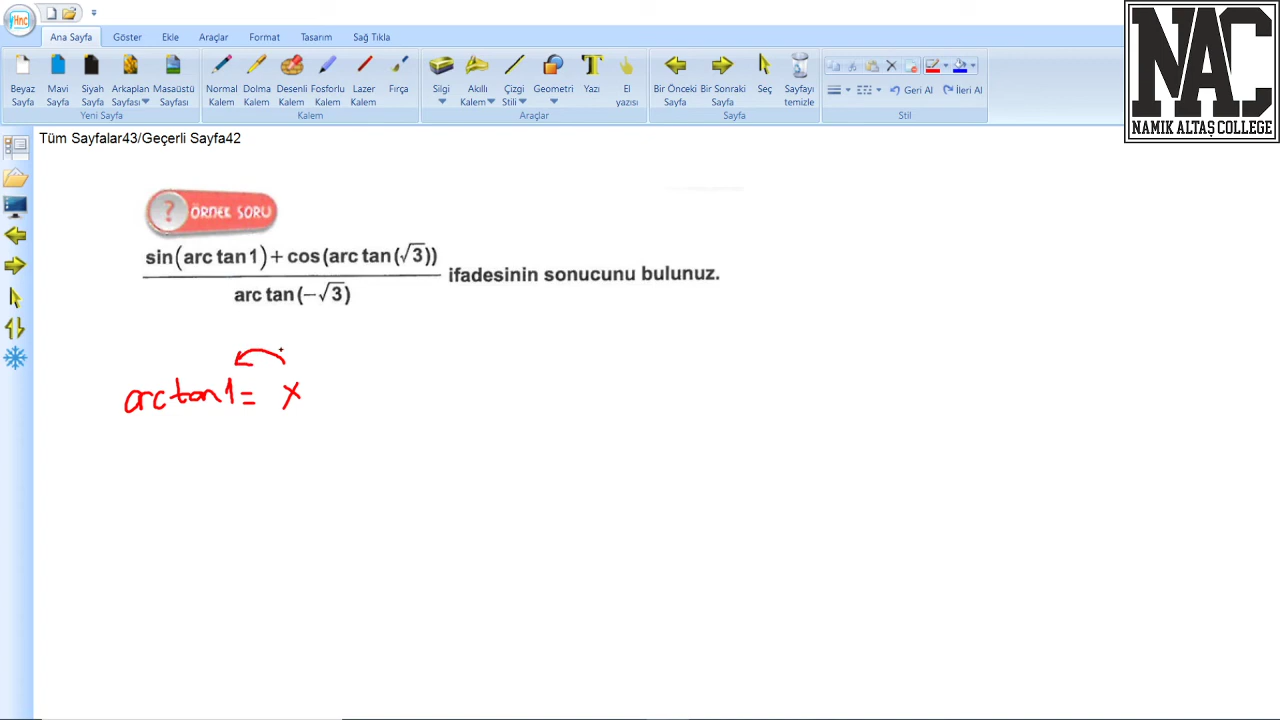 Hnc
Ana Sayfa Göster Ekle Araçlar Format Tasarım Sağ Tıkla
Beyaz Sayfa Mavi Sayfa Siyah Sayfa Arkaplan Sayfası Masaüstü Sayfası
Normal Kalem Dolma Kalem Desenli Kalem Fosforlu Kalem Lazer Kalem Fırça
Silgi Akıllı Kalem Çizgi Stili Geometri Yazı El yazısı
Bir Önceki Sayfa Bir Sonraki Sayfa Seç Sayfayı temizle
Geri Al İleri Al
Yeni Sayfa Kalem Araçlar Sayfa Stil
NAC
NAMIK ALTAŞ COLLEGE
Tüm Sayfalar43/Geçerli Sayfa42
? ÖRNEK SORU
sin(arc tan1)+cos(arc tan(√3))
ifadesinin sonucunu bulunuz.
arc tan(−√3)
arc tan 1 = x